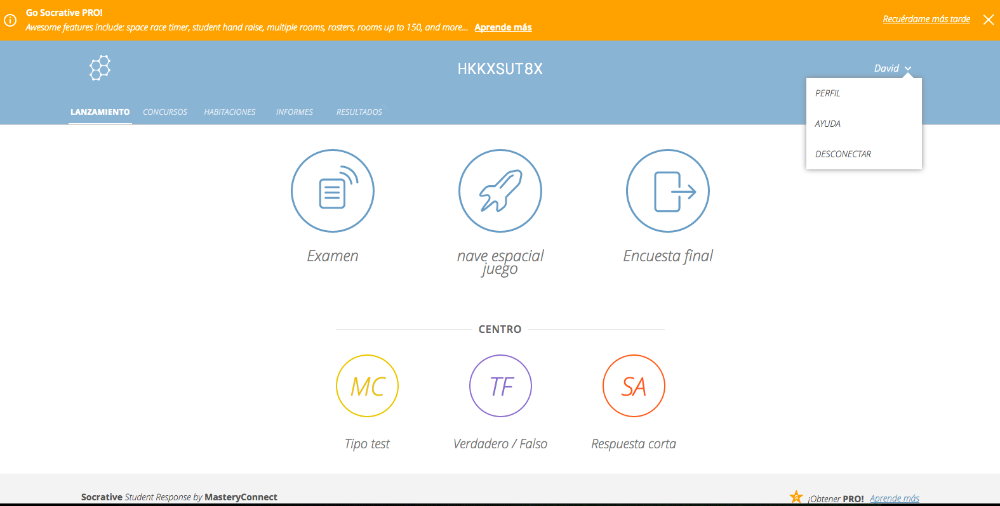 Go Socrative PRO!
Awesome features include: space race timer, student hand raise, multiple rooms, rosters, rooms up to 150, and more... Aprende más
Recuérdame más tarde
HKKXSUT8X
David
PERFIL
AYUDA
DESCONECTAR
LANZAMIENTO CONCURSOS HABITACIONES INFORMES RESULTADOS
Examen
nave espacial
juego
Encuesta final
CENTRO
MC TF SA
Tipo test Verdadero / Falso Respuesta corta
Socrative Student Response by MasteryConnect
S ¡Obtener PRO! Aprende más